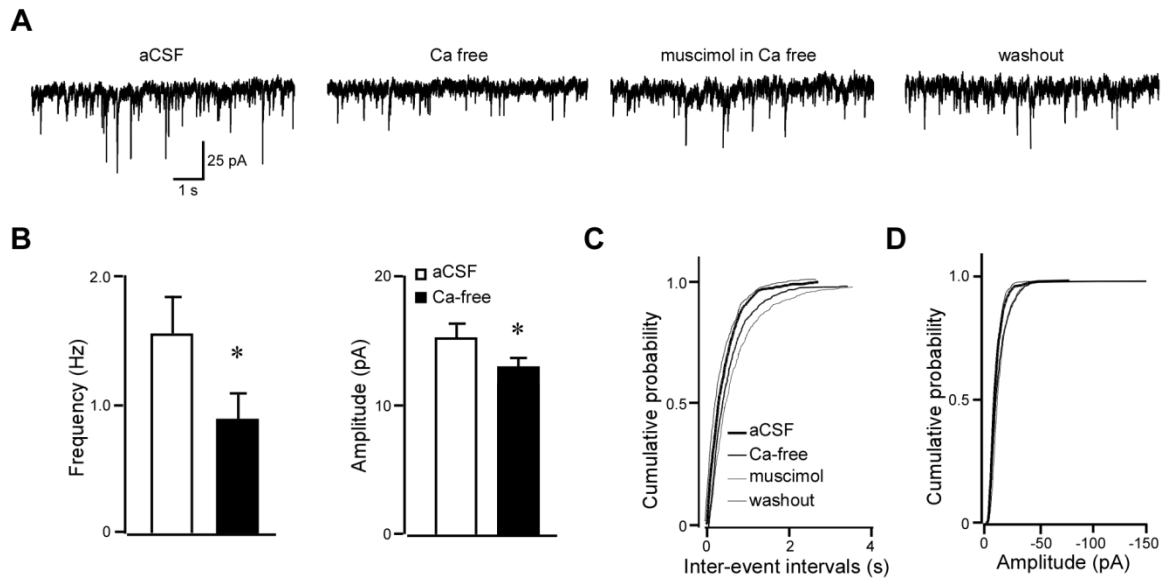 A
aCSF
Ca free
muscimol in Ca free
washout
25 pA
1 s
B
2.0
1.0
0
Frequency (Hz)
*
20
10
0
Amplitude (pA)
aCSF
Ca-free
*
C
1.0
0.5
0
Cumulative probability
aCSF
Ca-free
muscimol
washout
0 2 4
Inter-event intervals (s)
D
1.0
0.5
0
Cumulative probability
0 -50 -100 -150
Amplitude (pA)